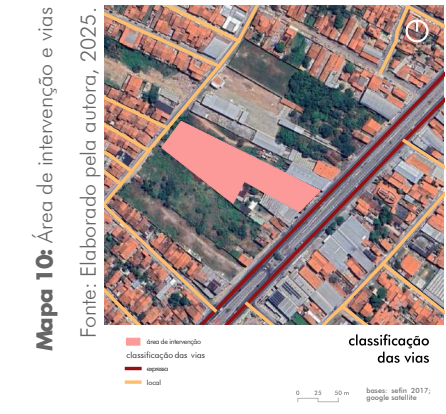 Mapa 10: Área de intervenção e vias
Fonte: Elaborado pela autora, 2025.
área de intervenção
classificação das vias
expressa
local
classificação
das vias
0 25 50 m
bases: sefin 2017;
google satellite